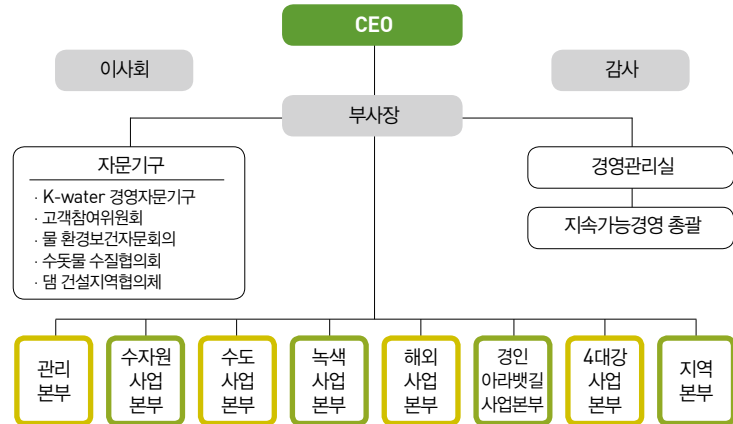 CEO
이사회
감사
부사장
자문기구
· K-water 경영자문기구
· 고객참여위원회
· 물 환경보건자문회의
· 수돗물 수질협의회
· 댐 건설지역협의체
경영관리실
지속가능경영 총괄
관리
본부
수자원
사업
본부
수도
사업
본부
녹색
사업
본부
해외
사업
본부
경인
아라뱃길
사업본부
4대강
사업
본부
지역
본부